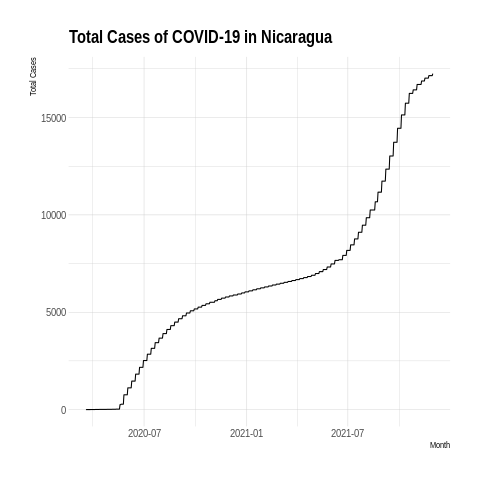 Total Cases of COVID-19 in Nicaragua
Total Cases
15000
10000
5000
0
2020-07 2021-01 2021-07
Month